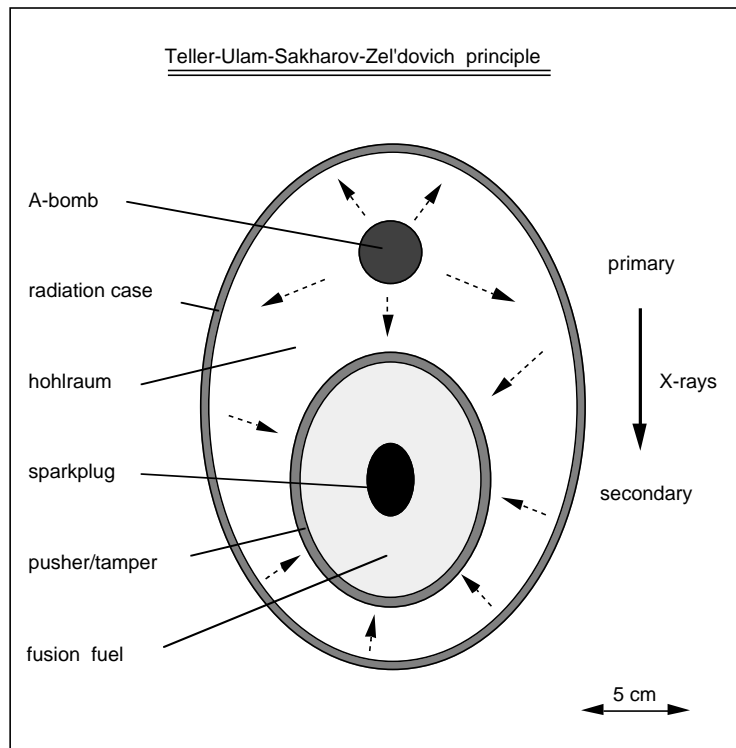 Teller-Ulam-Sakharov-Zel'dovich principle
A-bomb
radiation case
hohlraum
sparkplug
pusher/tamper
fusion fuel
primary
X-rays
secondary
5 cm